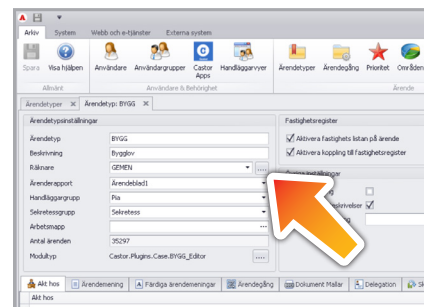 Arkiv System Webb och e-tjänster Externa system
Spara Visa hjälpen Användare Användargrupper Castor Apps Handläggarvyer Ärendetyper Ärendegång Prioritet Områden
Allmänt Användare & Behörighet Ärende
Ärendetyper Ärendetyp: BYGG
Ärendetypsinställningar
Ärendetyp BYGG
Beskrivning Bygglov
Räknare GEMEN
Ärenderapport Ärendeblad1
Handläggargrupp Pia
Sekretessgrupp Sekretess
Arbetsmapp
Antal ärenden 35297
Modultyp Castor.Plugins.Case.BYGG_Editor
Fastighetsregister
Aktivera fastighets listan på ärende
Aktivera koppling till fastighetsregister
Akt hos Ärendemening Färdiga ärendemeningar Ärendegång Dokument Mallar Delegation
Akt hos